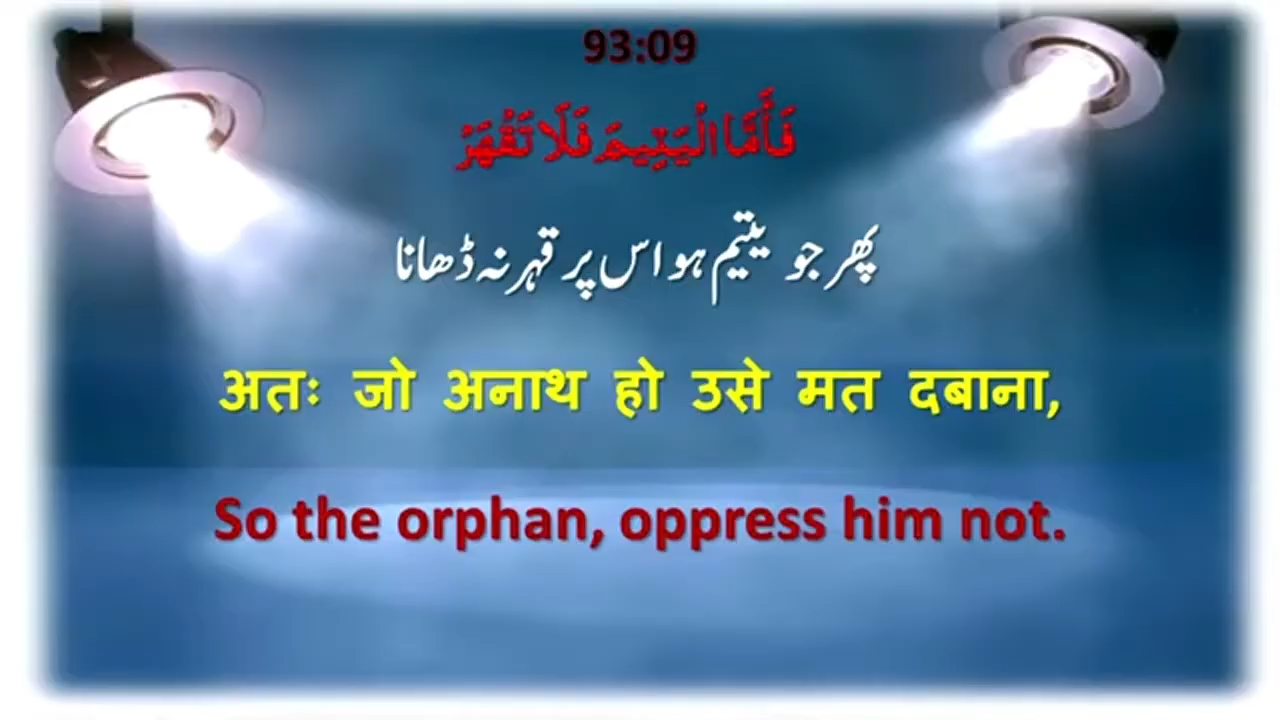 93:09
فَأَمَّا الْيَتِيمَ فَلَا تَقْهَرْ
پھر جو یتیم ہو اس پر قہر نہ ڈھانا
अतः जो अनाथ हो उसे मत दबाना,
So the orphan, oppress him not.